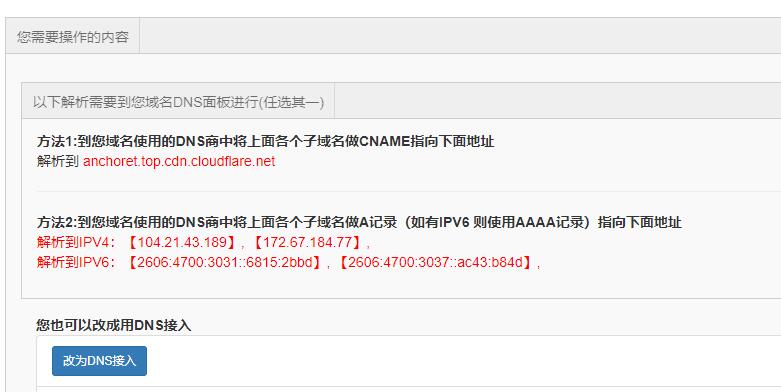 您需要操作的内容
以下解析需要到您域名DNS面板进行(任选其一)
方法1:到您域名使用的DNS商中将上面各个子域名做CNAME指向下面地址
解析到 anchoret.top.cdn.cloudflare.net
方法2:到您域名使用的DNS商中将上面各个子域名做A记录（如有IPV6 则使用AAAA记录）指向下面地址
解析到IPV4：【104.21.43.189】,【172.67.184.77】,
解析到IPV6：【2606:4700:3031::6815:2bbd】,【2606:4700:3037::ac43:b84d】,
您也可以改成用DNS接入
改为DNS接入